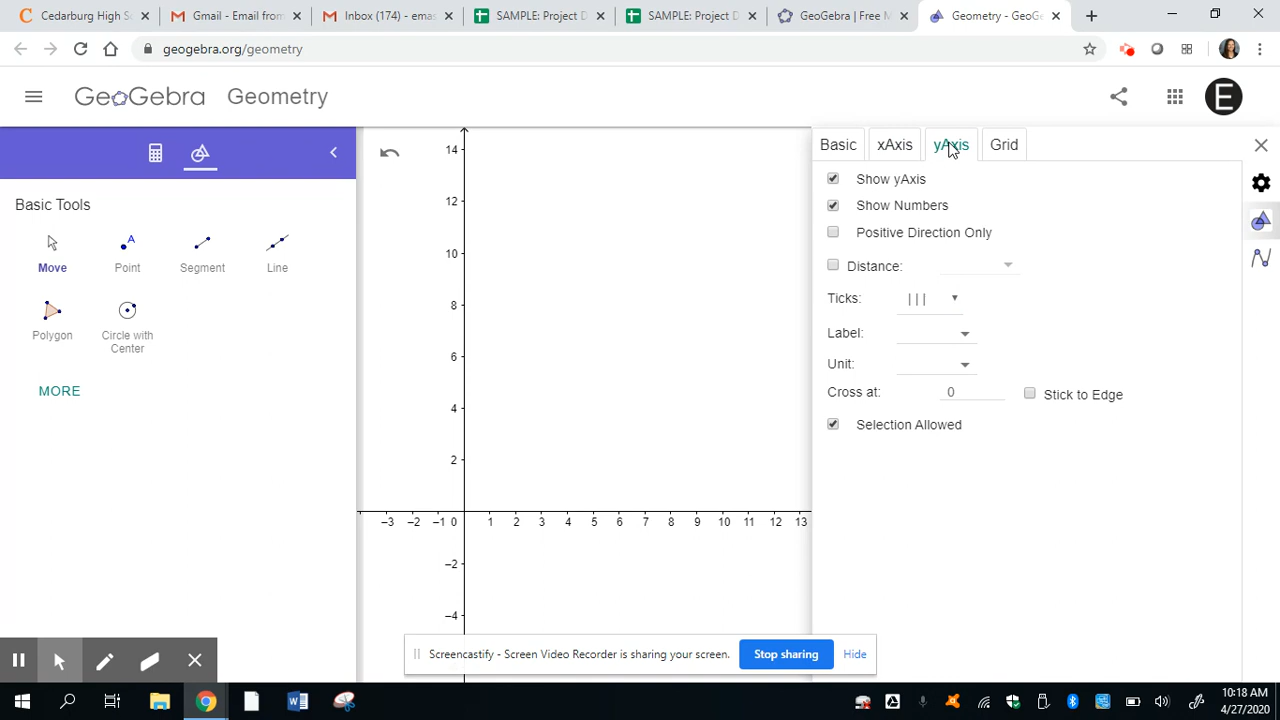 Cedarburg High S
Gmail - Email from
Inbox (174) - emas
SAMPLE: Project D
SAMPLE: Project D
GeoGebra | Free M
Geometry - GeoGe
geogebra.org/geometry
GeoGebra Geometry
E
Basic xAxis yAxis Grid
Basic Tools
Move Point Segment Line
Polygon Circle with
Center
MORE
14
12
10
8
6
4
2
−3 −2 −1 0 1 2 3 4 5 6 7 8 9 10 11 12 13
−2
−4
Show yAxis
Show Numbers
Positive Direction Only
Distance:
Ticks: | | |
Label:
Unit:
Cross at: 0 Stick to Edge
Selection Allowed
Screencastify - Screen Video Recorder is sharing your screen. Stop sharing Hide
10:18 AM
4/27/2020